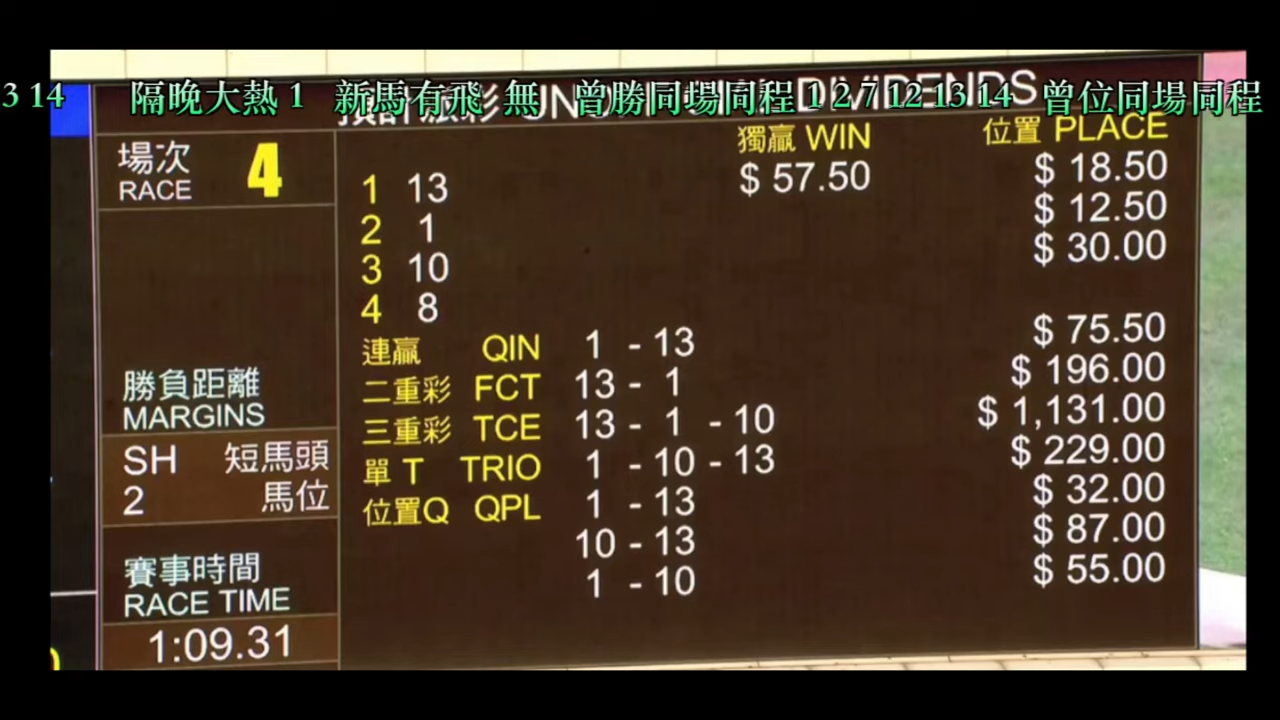 3 14 隔晚大熱 1 新馬有飛 無 曾勝同場同程 1 2 7 12 13 14 曾位同場同程
DIVIDENDS
場次
RACE 4
獨贏 WIN 位置 PLACE
1 13 $ 57.50 $ 18.50
2 1 $ 12.50
3 10 $ 30.00
4 8
連贏 QIN 1 - 13 $ 75.50
二重彩 FCT 13 - 1 $ 196.00
三重彩 TCE 13 - 1 - 10 $ 1,131.00
單 T TRIO 1 - 10 - 13 $ 229.00
位置Q QPL 1 - 13 $ 32.00
10 - 13 $ 87.00
1 - 10 $ 55.00
勝負距離
MARGINS
SH 短馬頭
2 馬位
賽事時間
RACE TIME
1:09.31